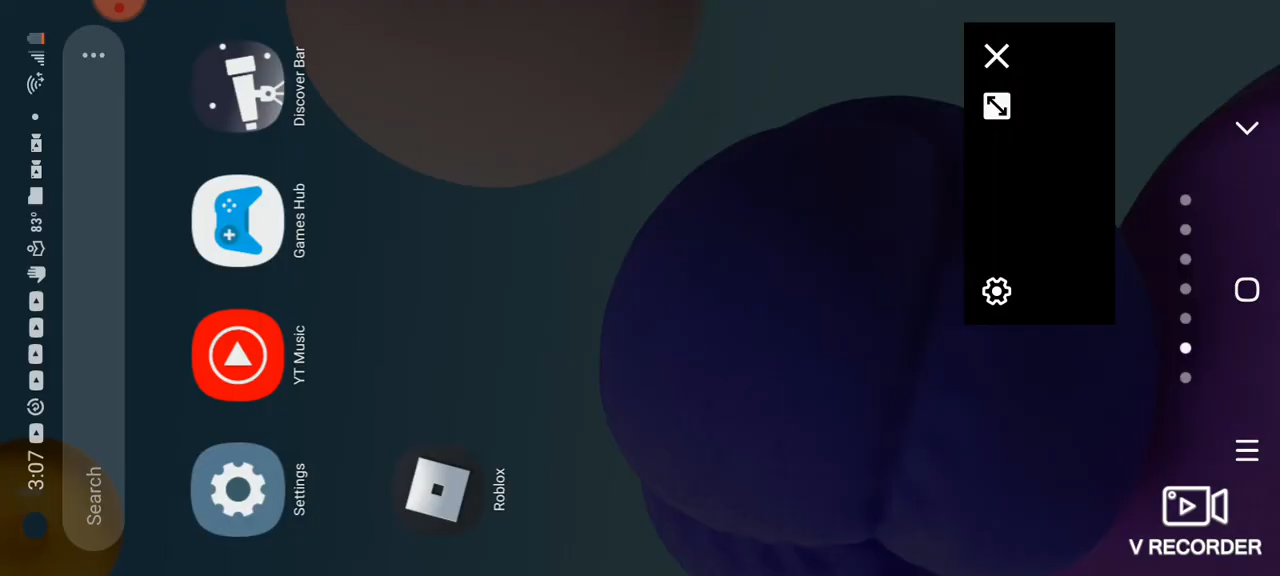 3:07
83°
Search
Settings
YT Music
Games Hub
Discover Bar
Roblox
V RECORDER